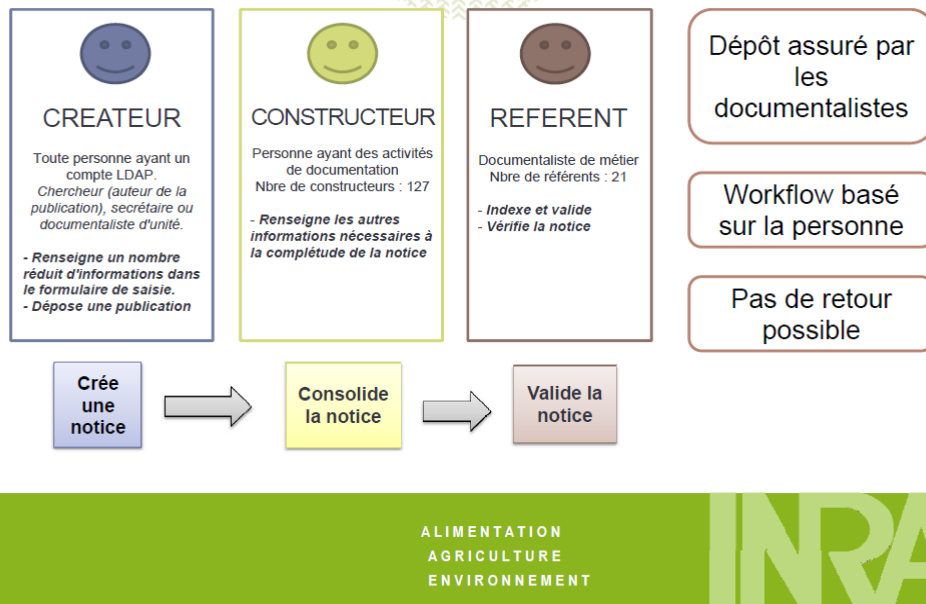 CREATEUR
Toute personne ayant un
compte LDAP.
Chercheur (auteur de la
publication), secrétaire ou
documentaliste d'unité.
- Renseigne un nombre
réduit d'informations dans
le formulaire de saisie.
- Dépose une publication
CONSTRUCTEUR
Personne ayant des activités
de documentation
Nbre de constructeurs : 127
- Renseigne les autres
informations nécessaires à
la complétude de la notice
REFERENT
Documentaliste de métier
Nbre de référents : 21
- Indexe et valide
- Vérifie la notice
Dépôt assuré par
les
documentalistes
Workflow basé
sur la personne
Pas de retour
possible
Crée
une
notice
Consolide
la notice
Valide la
notice
ALIMENTATION
AGRICULTURE
ENVIRONNEMENT
INRA